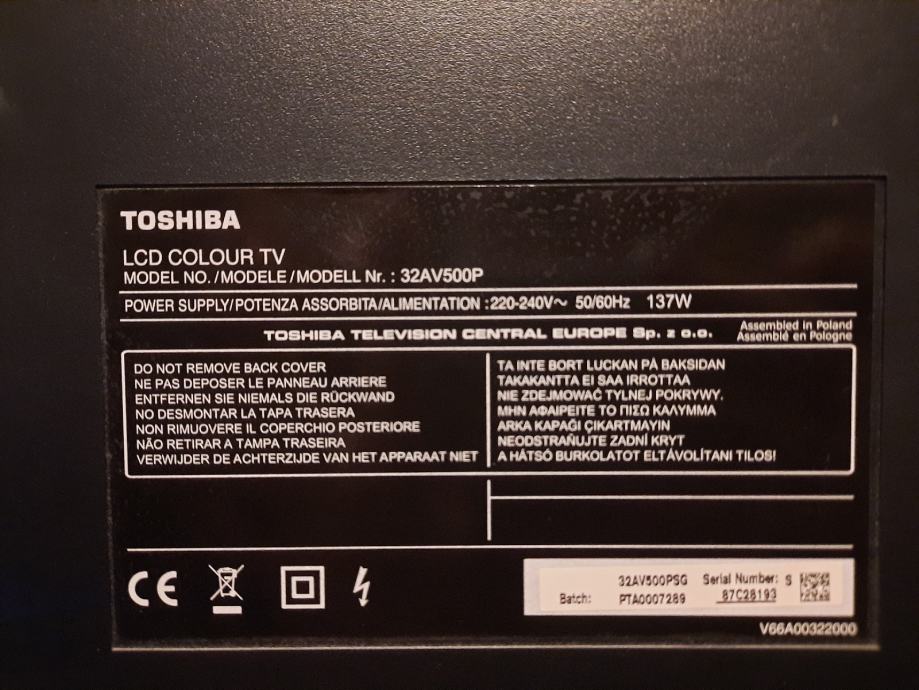 TOSHIBA
LCD COLOUR TV
MODEL NO./MODELE/MODELL Nr. : 32AV500P
POWER SUPPLY/POTENZA ASSORBITA/ALIMENTATION : 220-240V~ 50/60Hz 137W
TOSHIBA TELEVISION CENTRAL EUROPE Sp. z o.o.
Assembled in Poland
Assemblé en Pologne
DO NOT REMOVE BACK COVER
NE PAS DEPOSER LE PANNEAU ARRIERE
ENTFERNEN SIE NIEMALS DIE RÜCKWAND
NO DESMONTAR LA TAPA TRASERA
NON RIMUOVERE IL COPERCHIO POSTERIORE
NÃO RETIRAR A TAMPA TRASEIRA
VERWIJDER DE ACHTERZIJDE VAN HET APPARAAT NIET
TA INTE BORT LUCKAN PÅ BAKSIDAN
TAKAKANTTA EI SAA IRROTTAA
NIE ZDEJMOWAĆ TYLNEJ POKRYWY.
ΜΗΝ ΑΦΑΙΡΕΙΤΕ ΤΟ ΠΙΣΩ ΚΑΛΥΜΜΑ
ARKA KAPAĞI ÇIKARTMAYIN
NEODSTRAŇUJTE ZADNÍ KRYT
A HÁTSÓ BURKOLATOT ELTÁVOLÍTANI TILOS!
CE
32AV500PSG Serial Number: S
Batch: PTA0007289 87C28193
V66A00322000